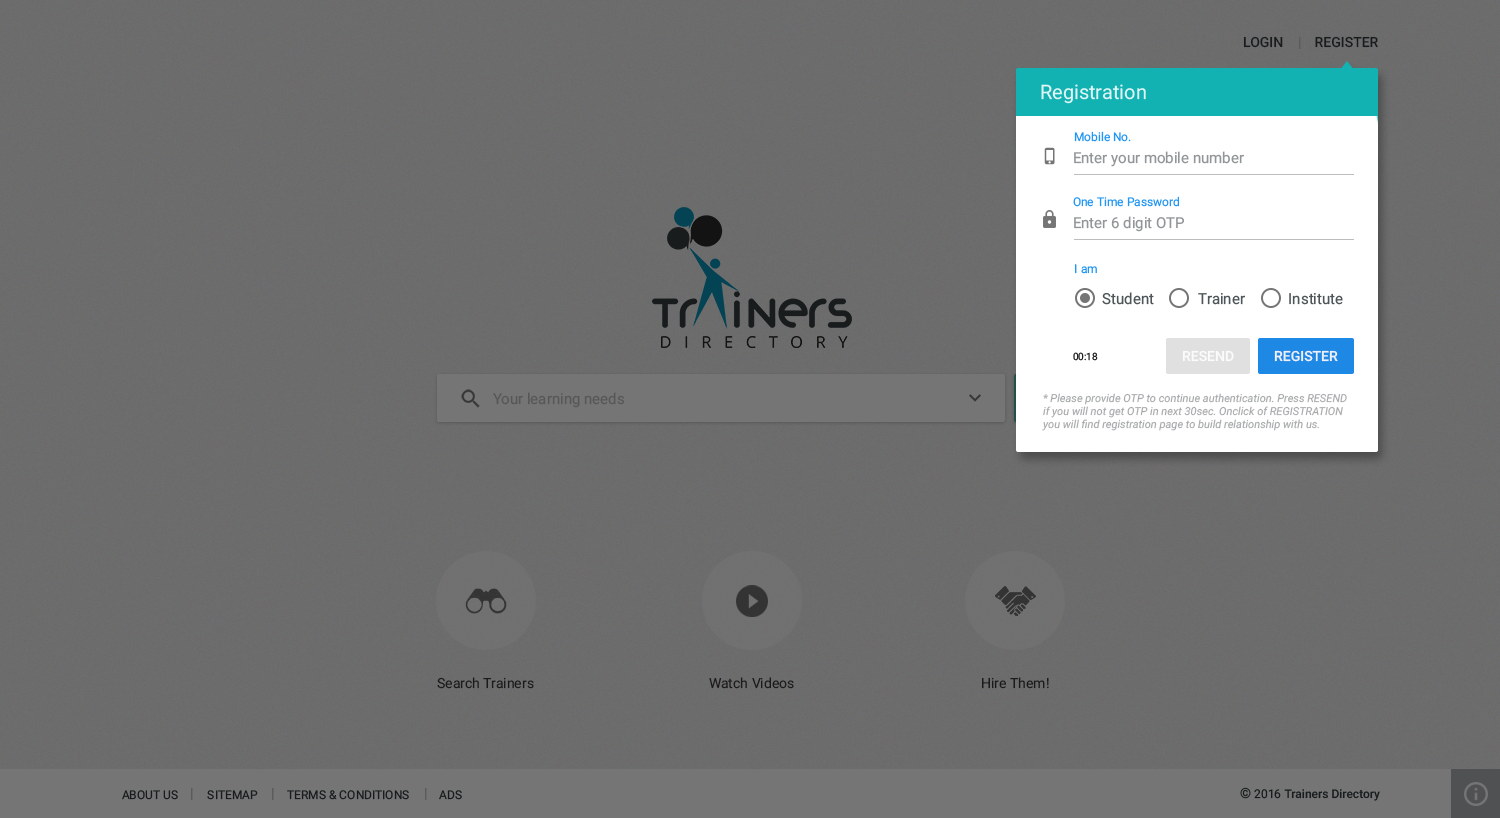 LOGIN | REGISTER
Registration
Mobile No.
Enter your mobile number
One Time Password
Enter 6 digit OTP
I am
Student Trainer Institute
00:18 RESEND REGISTER
* Please provide OTP to continue authentication. Press RESEND
if you will not get OTP in next 30sec. Onclick of REGISTRATION
you will find registration page to build relationship with us.
TrAiNers
DIRECTORY
Your learning needs
Search Trainers Watch Videos Hire Them!
ABOUT US | SITEMAP | TERMS & CONDITIONS | ADS © 2016 Trainers Directory